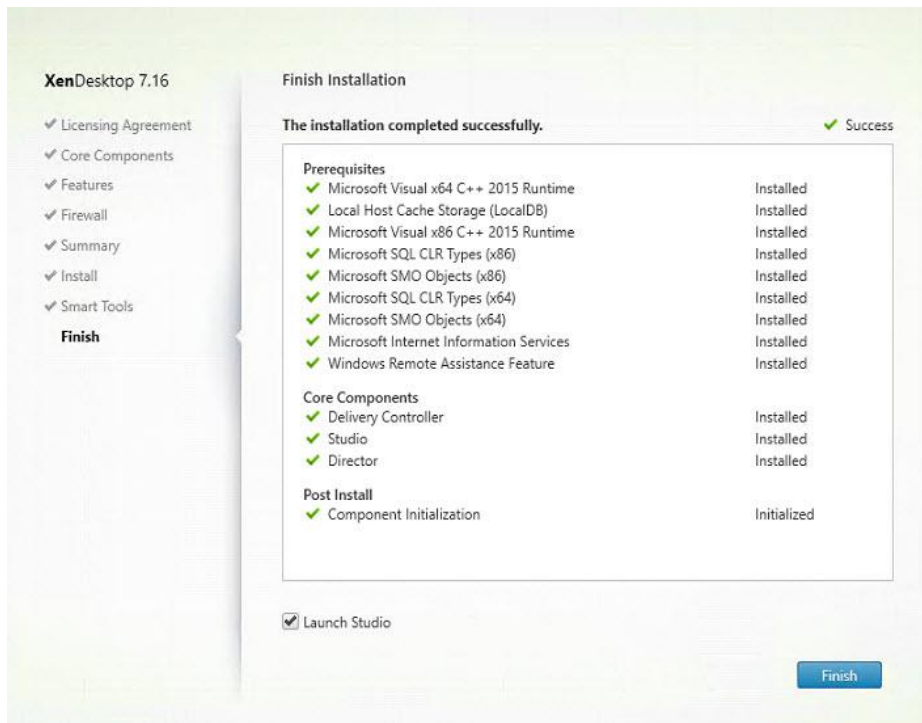 XenDesktop 7.16
Licensing Agreement
Core Components
Features
Firewall
Summary
Install
Smart Tools
Finish
Finish Installation
The installation completed successfully. Success
Prerequisites
Microsoft Visual x64 C++ 2015 Runtime Installed
Local Host Cache Storage (LocalDB) Installed
Microsoft Visual x86 C++ 2015 Runtime Installed
Microsoft SQL CLR Types (x86) Installed
Microsoft SMO Objects (x86) Installed
Microsoft SQL CLR Types (x64) Installed
Microsoft SMO Objects (x64) Installed
Microsoft Internet Information Services Installed
Windows Remote Assistance Feature Installed
Core Components
Delivery Controller Installed
Studio Installed
Director Installed
Post Install
Component Initialization Initialized
Launch Studio
Finish